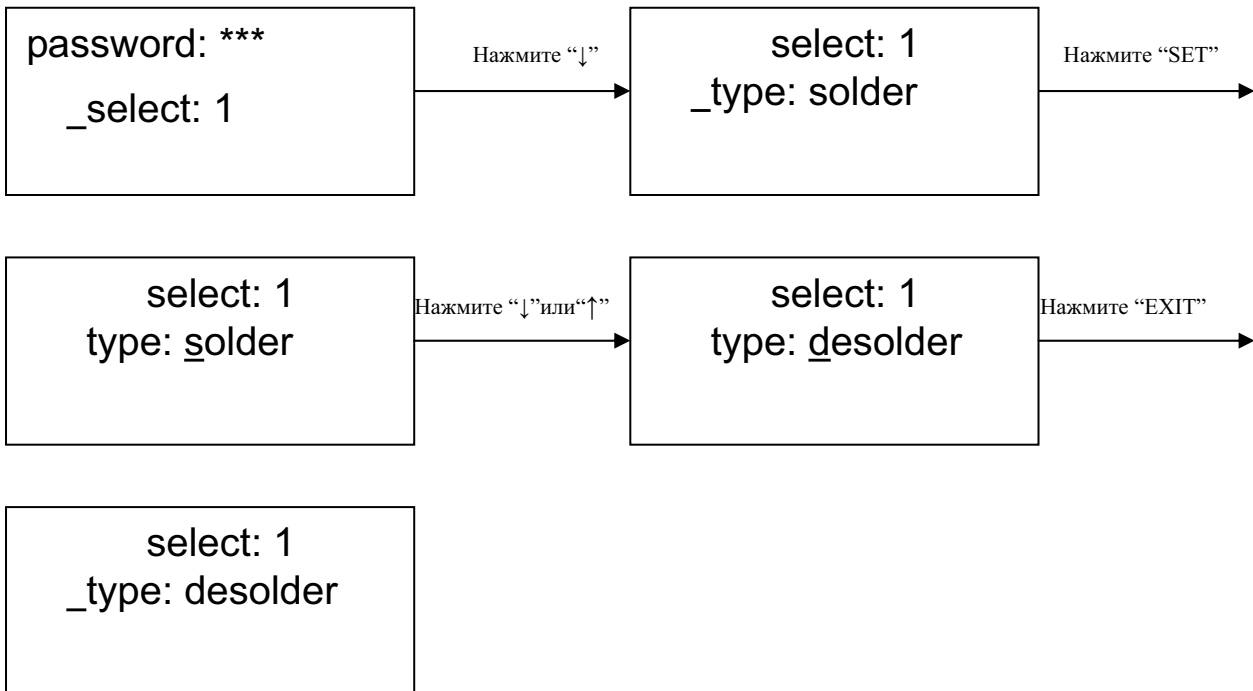 password: ***
_select: 1
Нажмите “↓”
select: 1
_type: solder
Нажмите “SET”
select: 1
type: solder
Нажмите “↓”или“↑”
select: 1
type: desolder
Нажмите “EXIT”
select: 1
_type: desolder